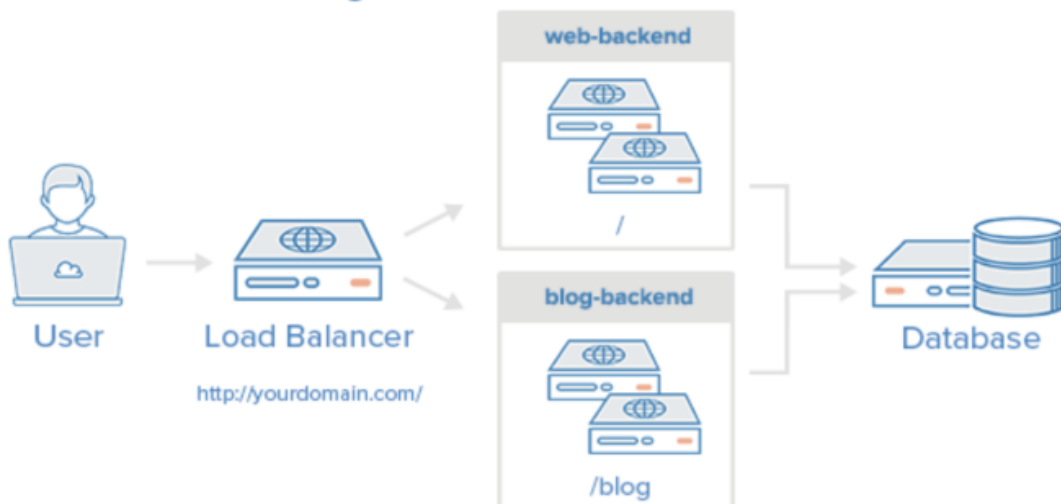 web-backend
/
User
Load Balancer
http://yourdomain.com/
blog-backend
/blog
Database